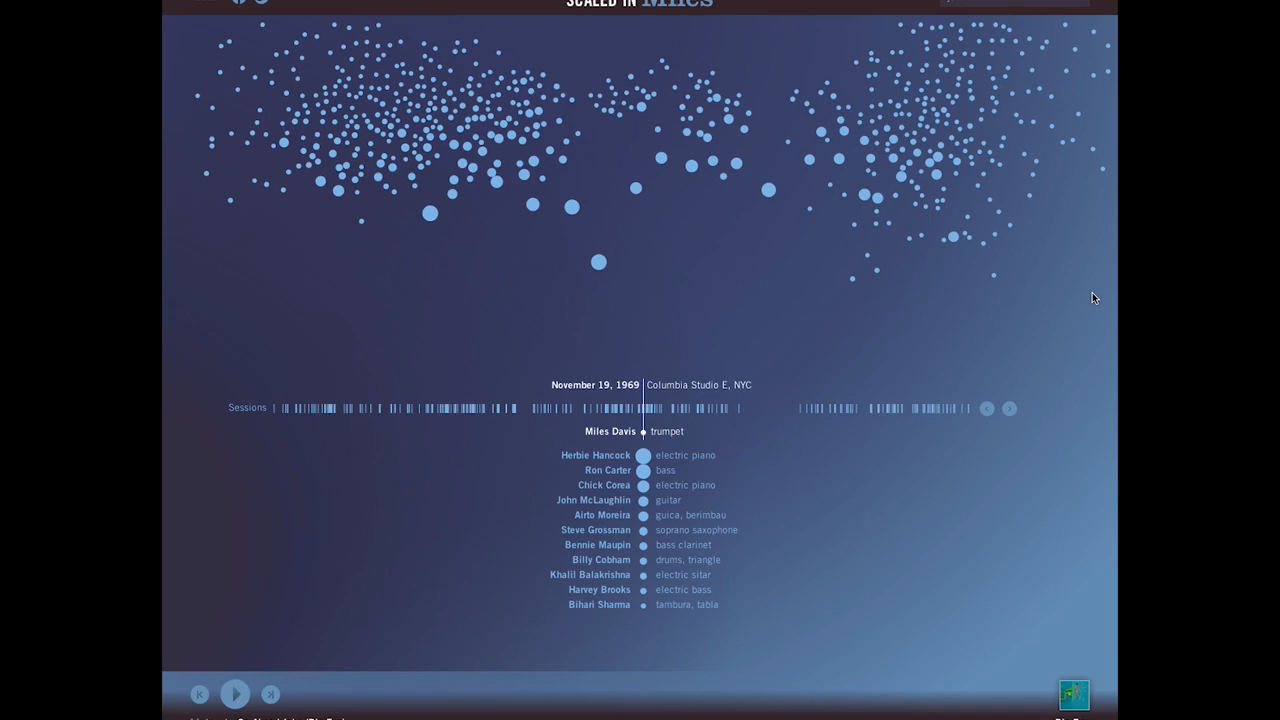 SCALED IN Miles
November 19, 1969 Columbia Studio E, NYC
Sessions
Miles Davis trumpet
Herbie Hancock electric piano
Ron Carter bass
Chick Corea electric piano
John McLaughlin guitar
Airto Moreira guica, berimbau
Steve Grossman soprano saxophone
Bennie Maupin bass clarinet
Billy Cobham drums, triangle
Khalil Balakrishna electric sitar
Harvey Brooks electric bass
Bihari Sharma tambura, tabla